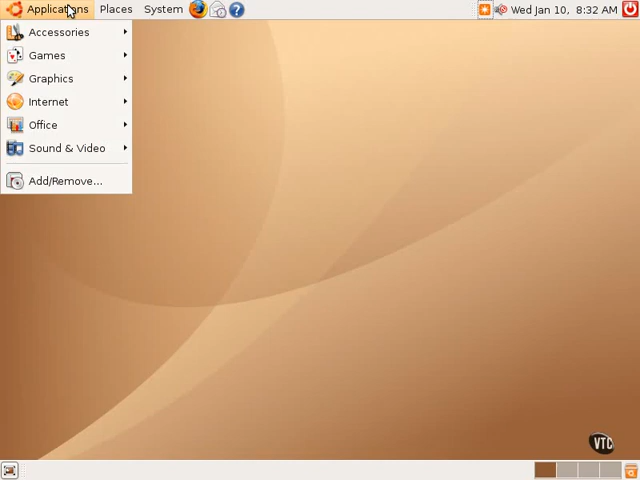 Applications Places System Wed Jan 10, 8:32 AM
Accessories
Games
Graphics
Internet
Office
Sound & Video
Add/Remove...
VTC